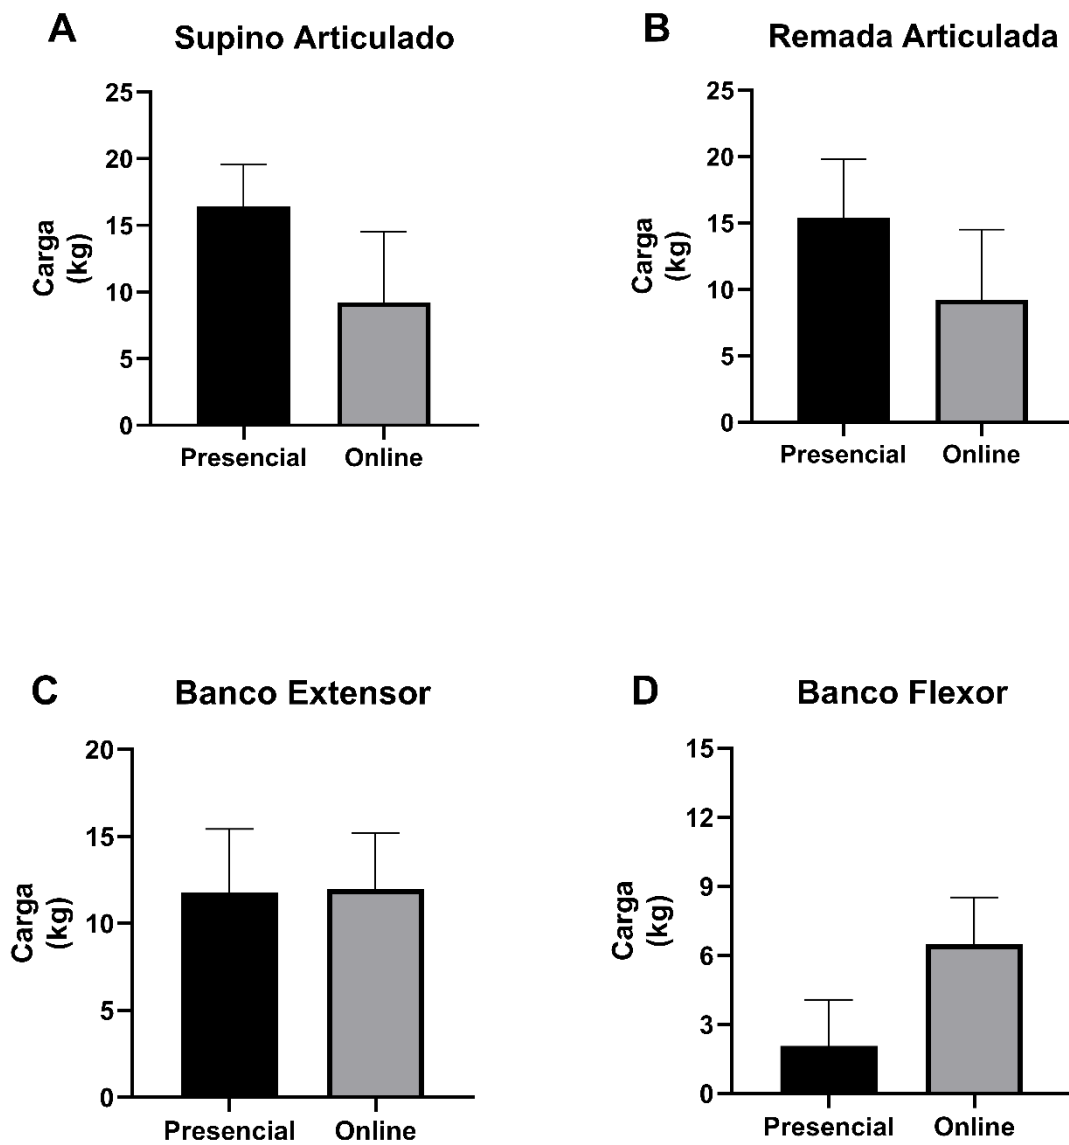 A
Supino Articulado
Carga
(kg)
25
20
15
10
5
0
Presencial
Online
B
Remada Articulada
Carga
(kg)
25
20
15
10
5
0
Presencial
Online
C
Banco Extensor
Carga
(kg)
20
15
10
5
0
Presencial
Online
D
Banco Flexor
Carga
(kg)
15
12
9
6
3
0
Presencial
Online